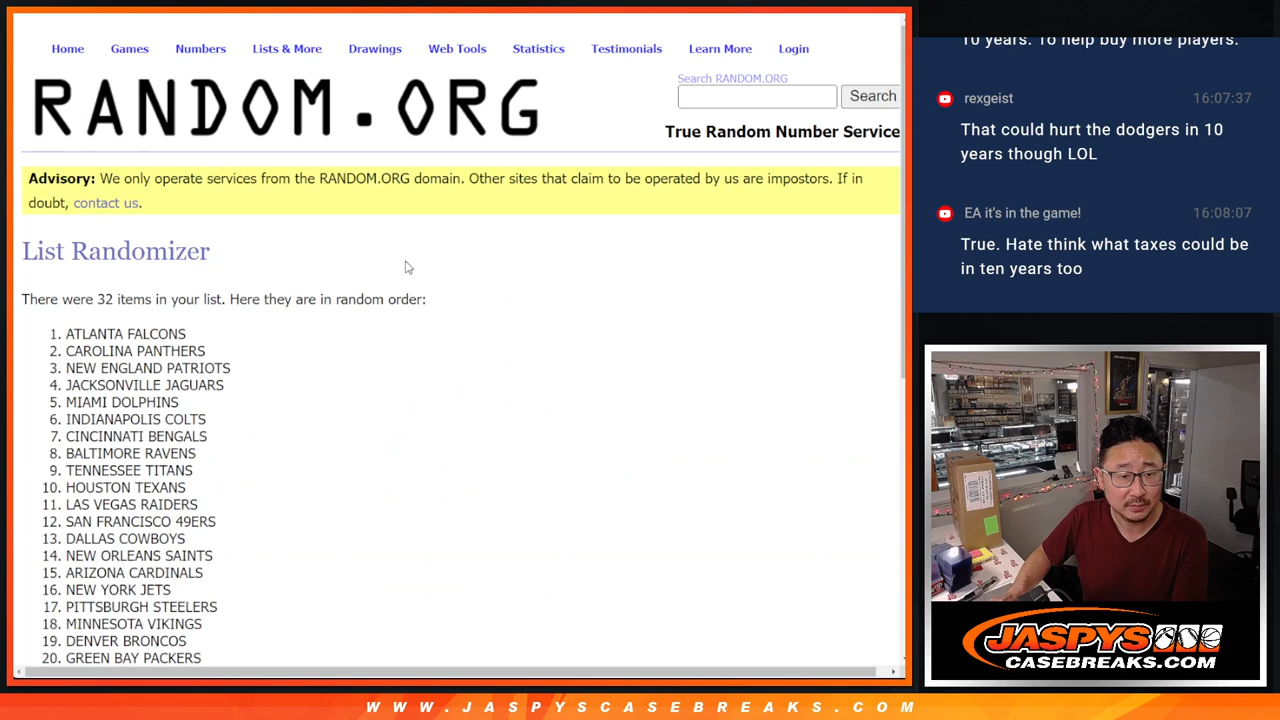 Home Games Numbers Lists & More Drawings Web Tools Statistics Testimonials Learn More Login
RANDOM.ORG
Search RANDOM.ORG
Search
True Random Number Service
Advisory: We only operate services from the RANDOM.ORG domain. Other sites that claim to be operated by us are impostors. If in
doubt, contact us.
List Randomizer
There were 32 items in your list. Here they are in random order:
1. ATLANTA FALCONS
2. CAROLINA PANTHERS
3. NEW ENGLAND PATRIOTS
4. JACKSONVILLE JAGUARS
5. MIAMI DOLPHINS
6. INDIANAPOLIS COLTS
7. CINCINNATI BENGALS
8. BALTIMORE RAVENS
9. TENNESSEE TITANS
10. HOUSTON TEXANS
11. LAS VEGAS RAIDERS
12. SAN FRANCISCO 49ERS
13. DALLAS COWBOYS
14. NEW ORLEANS SAINTS
15. ARIZONA CARDINALS
16. NEW YORK JETS
17. PITTSBURGH STEELERS
18. MINNESOTA VIKINGS
19. DENVER BRONCOS
20. GREEN BAY PACKERS
10 years. To help buy more players.
rexgeist 16:07:37
That could hurt the dodgers in 10
years though LOL
EA it's in the game! 16:08:07
True. Hate think what taxes could be
in ten years too
JASPYS
CASEBREAKS.COM
WWW.JASPYSCASEBREAKS.COM